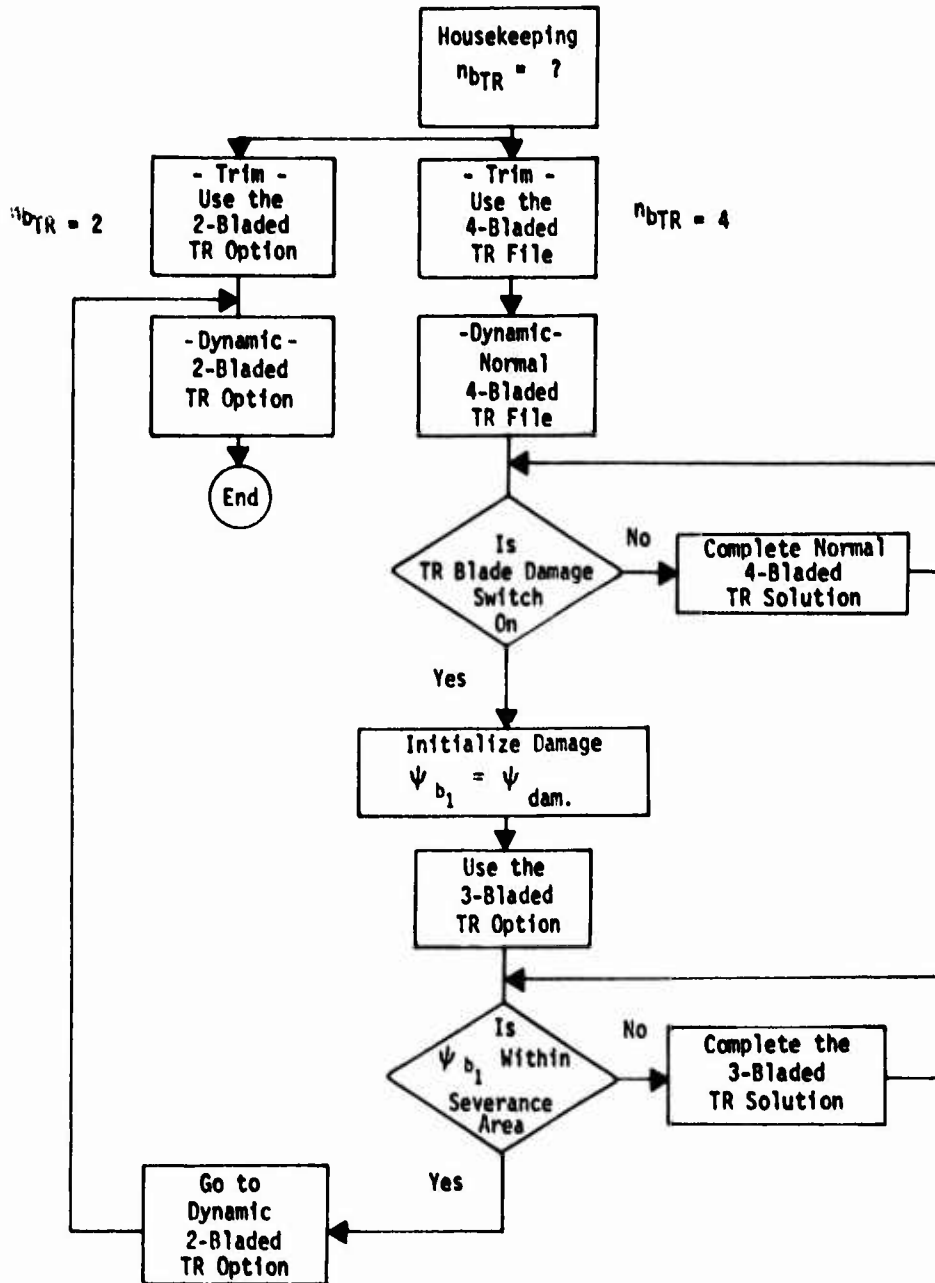 Housekeeping
nbTR = ?
- Trim -
Use the
2-Bladed
TR Option
nbTR = 2
- Trim -
Use the
4-Bladed
TR File
nbTR = 4
-Dynamic-
2-Bladed
TR Option
End
-Dynamic-
Normal
4-Bladed
TR File
Is
TR Blade Damage
Switch
On
No
Complete Normal
4-Bladed
TR Solution
Yes
Initialize Damage
ψ b1 = ψ dam.
Use the
3-Bladed
TR Option
Is
ψ b1 Within
Severance
Area
No
Complete the
3-Bladed
TR Solution
Yes
Go to
Dynamic
2-Bladed
TR Option